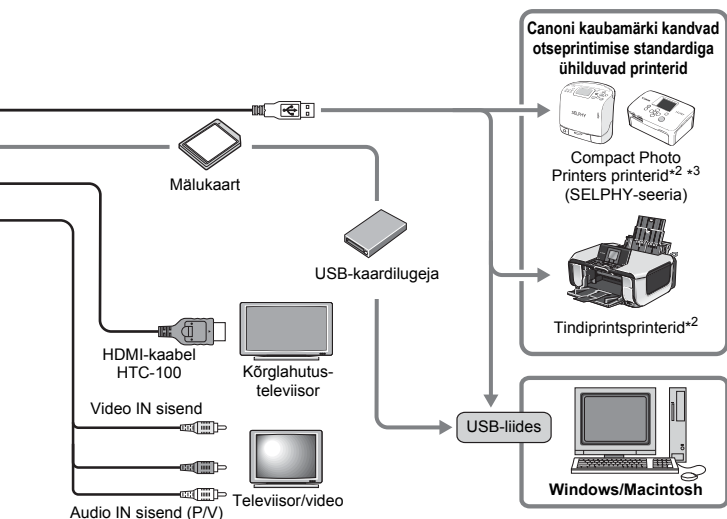 Canoni kaubamärki kandvad
otseprintimise standardiga
ühilduvad printerid
SELPHY
Compact Photo
Printers printerid*2 *3
(SELPHY-seeria)
Mälukaart
USB-kaardilugeja
Tindiprintsprinterid*2
HDMI-kaabel
HTC-100
Kõrglahutus-
televiisor
Video IN sisend
USB-liides
Windows/Macintosh
Televiisor/video
Audio IN sisend (P/V)